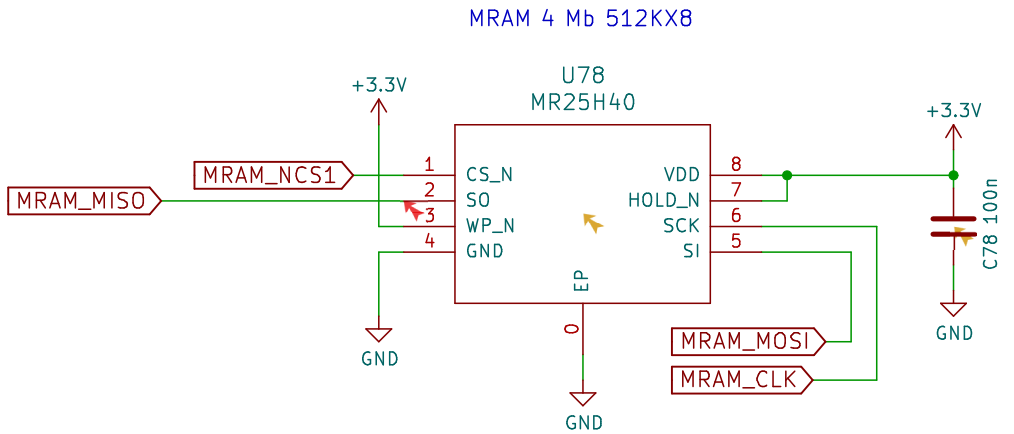 MRAM 4 Mb 512KX8
U78
MR25H40
+3.3V
+3.3V
MRAM_NCS1
MRAM_MISO
1
2
3
4
CS_N
SO
WP_N
GND
VDD
HOLD_N
SCK
SI
8
7
6
5
EP
0
C78 100n
GND
GND
GND
MRAM_MOSI
MRAM_CLK